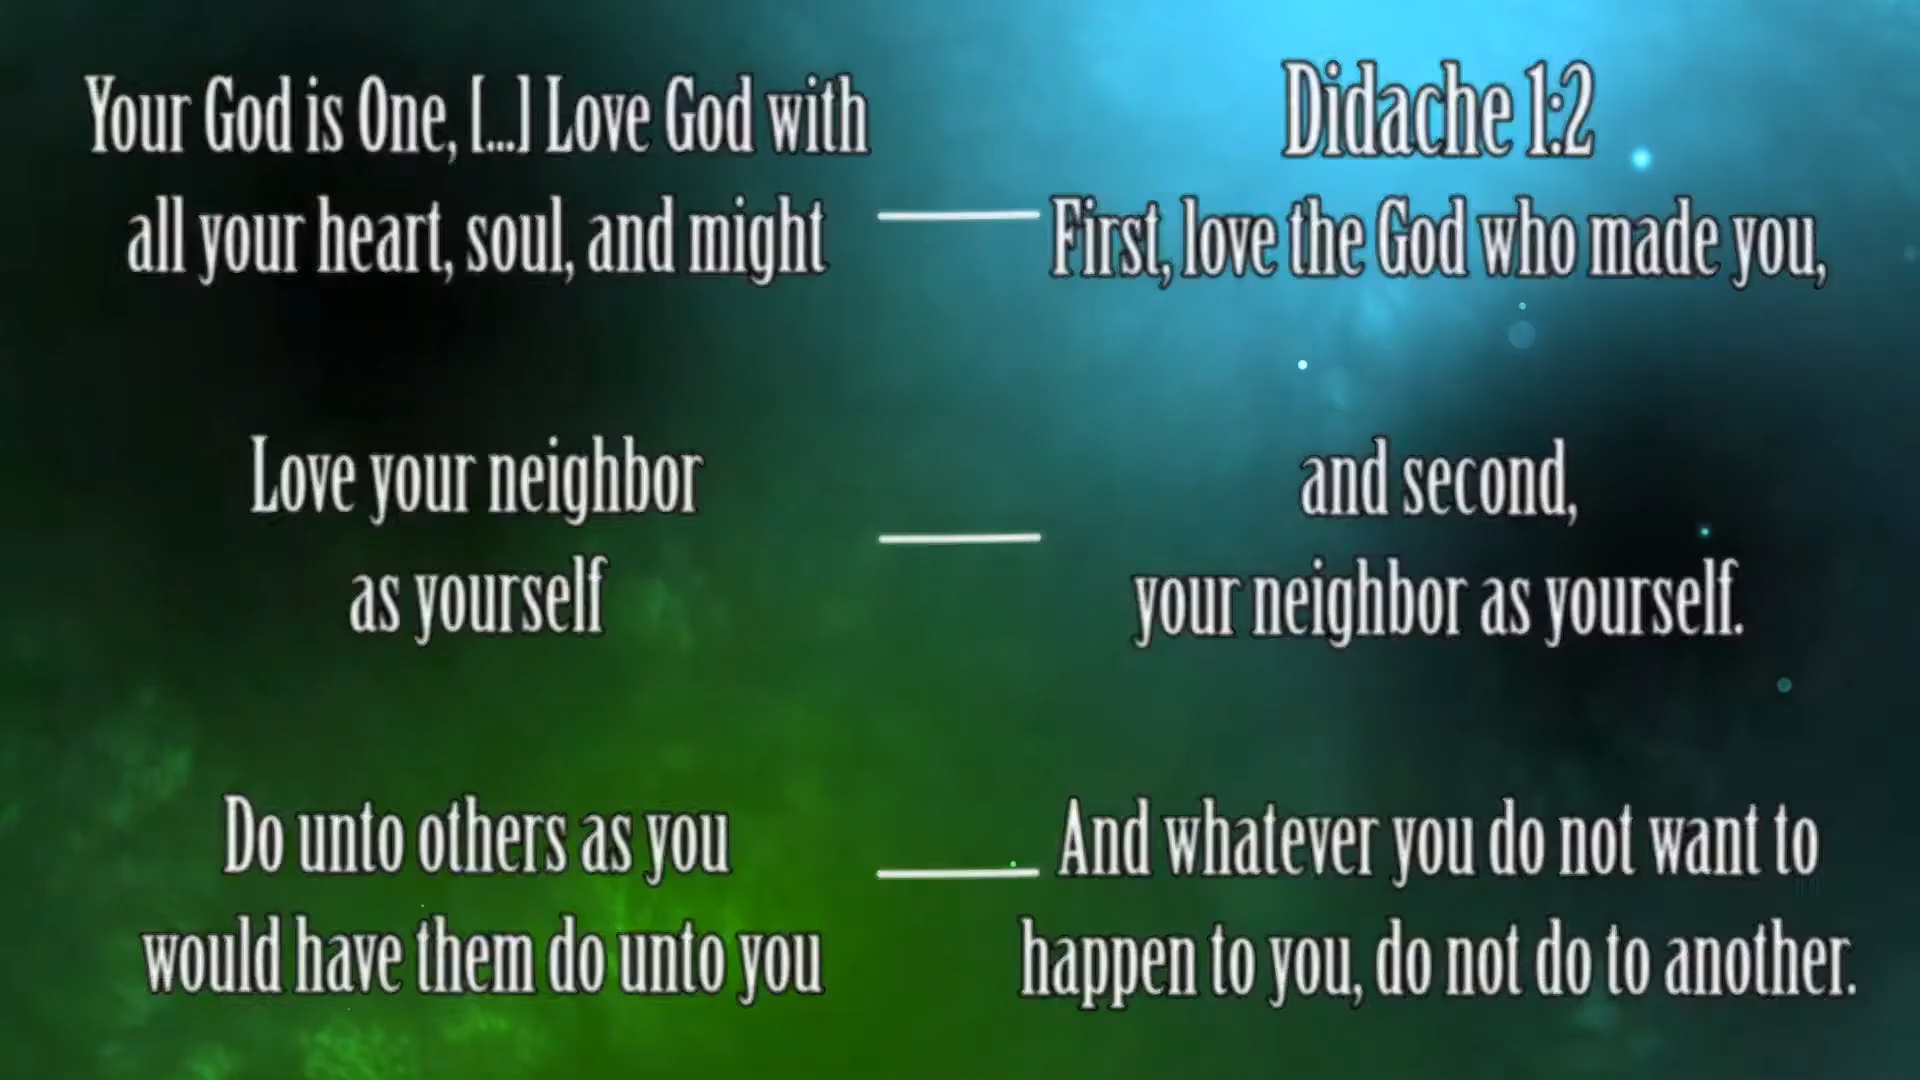 Your God is One, [...] Love God with
all your heart, soul, and might
Love your neighbor
as yourself
Do unto others as you
would have them do unto you
Didache 1:2
First, love the God who made you,
and second,
your neighbor as yourself.
And whatever you do not want to
happen to you, do not do to another.